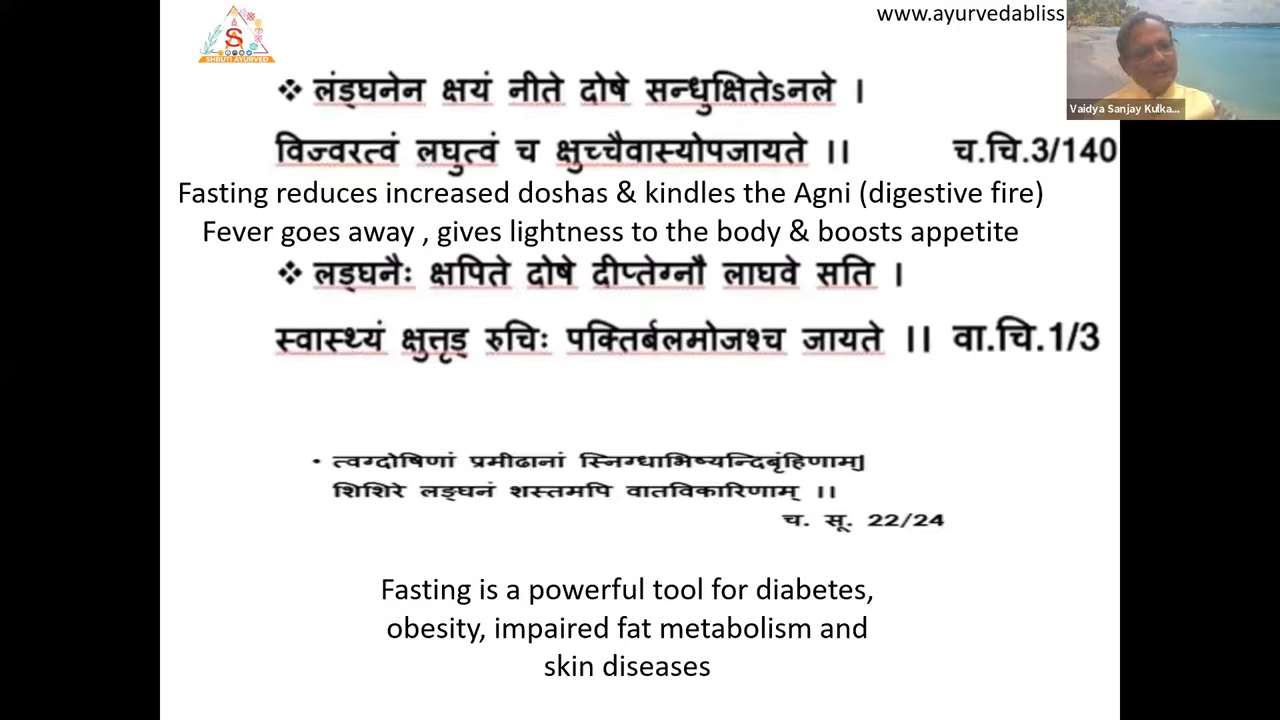 www.ayurvedabliss
SHRUTI AYURVED
Vaidya Sanjay Kulka...
❖ लंड्घनेन क्षयं नीते दोषे सन्धुक्षितेऽनले ।
विज्वरत्वं लघुत्वं च क्षुच्चैवास्योपजायते ।। च.चि.3/140
Fasting reduces increased doshas & kindles the Agni (digestive fire)
Fever goes away , gives lightness to the body & boosts appetite
❖ लड्घनैः क्षपिते दोषे दीप्तेग्नौ लाघवे सति ।
स्वास्थ्यं क्षुत्तृड् रुचिः पक्तिर्बलमोजश्च जायते ।। वा.चि.1/3
• त्वग्दोषिणां प्रमीढानां स्निग्धाभिष्यन्दिबृंहिणाम्|
शिशिरे लङ्घनं शस्तमपि वातविकारिणाम् ।।
च. सू. 22/24
Fasting is a powerful tool for diabetes,
obesity, impaired fat metabolism and
skin diseases